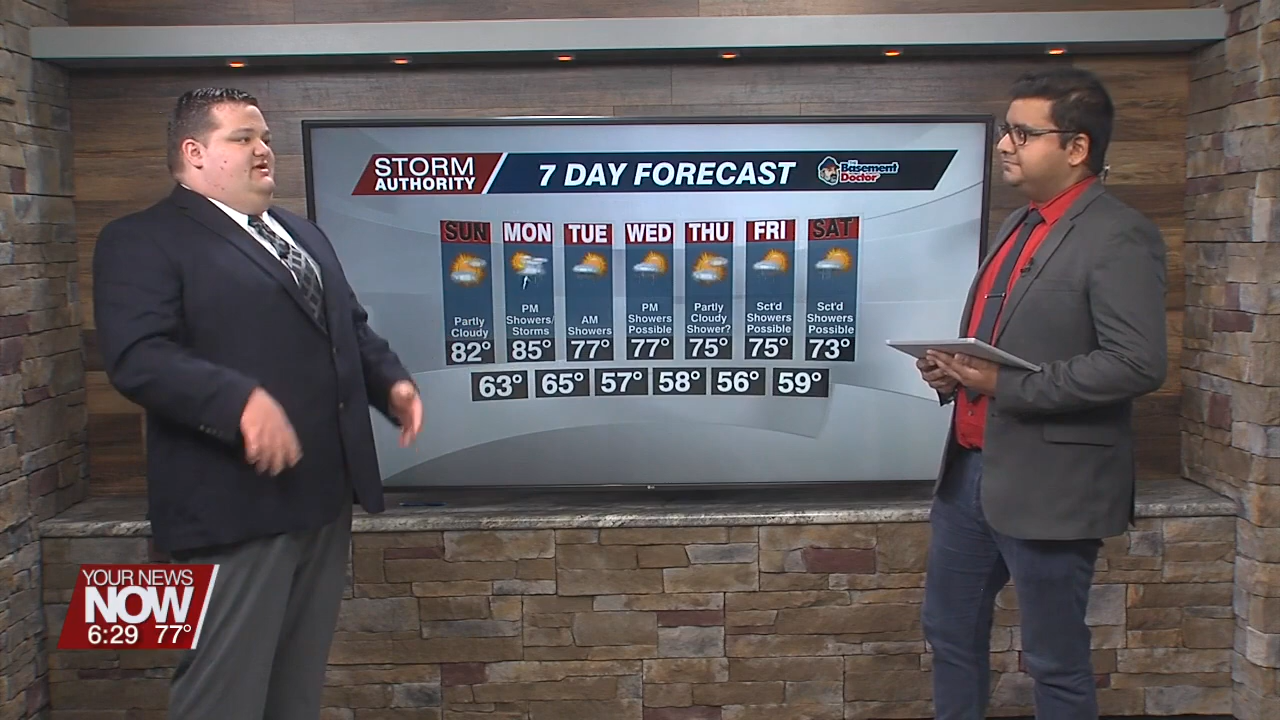 STORM
AUTHORITY
7 DAY FORECAST
THE
Basement
Doctor
SUN MON TUE WED THU FRI SAT
Partly
Cloudy
82°
PM
Showers/
Storms
85°
AM
Showers
77°
PM
Showers
Possible
77°
Partly
Cloudy
Shower?
75°
Sct'd
Showers
Possible
75°
Sct'd
Showers
Possible
73°
63° 65° 57° 58° 56° 59°
LG
YOUR NEWS
NOW
6:29 77°